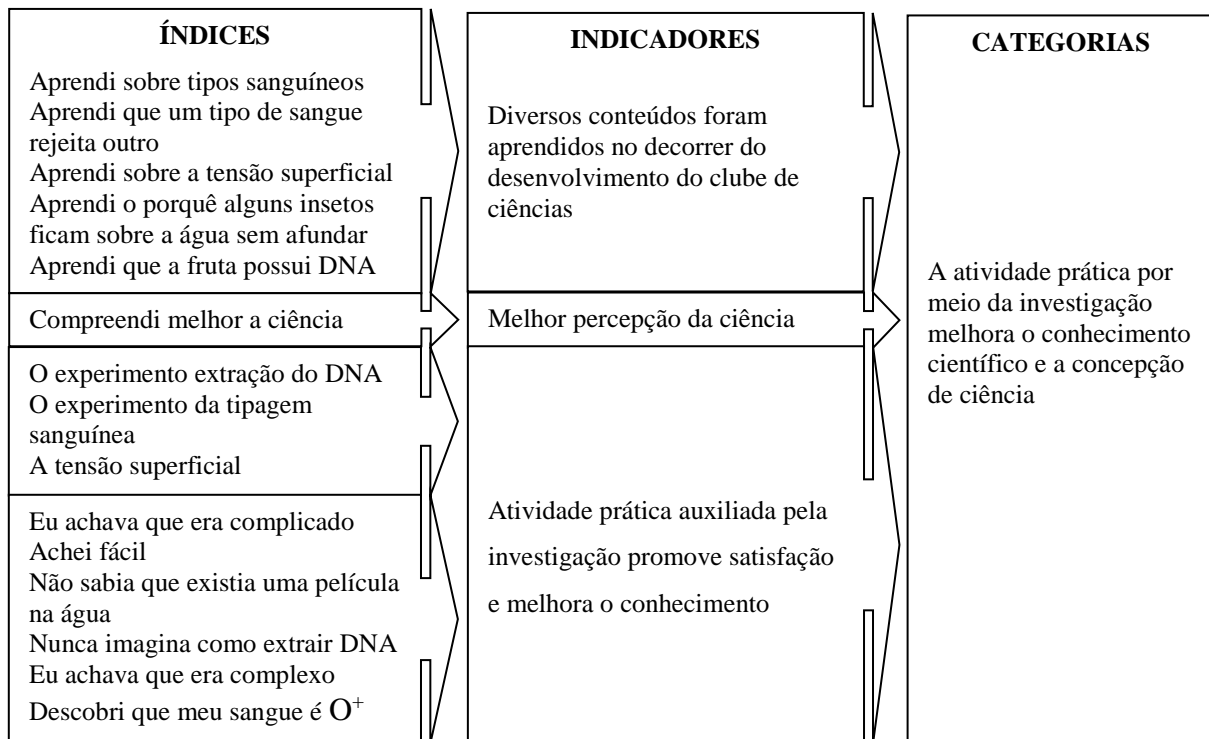 ÍNDICES
Aprendi sobre tipos sanguíneos
Aprendi que um tipo de sangue
rejeita outro
Aprendi sobre a tensão superficial
Aprendi o porquê alguns insetos
ficam sobre a água sem afundar
Aprendi que a fruta possui DNA
Compreendi melhor a ciência
O experimento extração do DNA
O experimento da tipagem
sanguínea
A tensão superficial
Eu achava que era complicado
Achei fácil
Não sabia que existia uma película
na água
Nunca imagina como extrair DNA
Eu achava que era complexo
Descobri que meu sangue é O⁺
INDICADORES
Diversos conteúdos foram
aprendidos no decorrer do
desenvolvimento do clube de
ciências
Melhor percepção da ciência
Atividade prática auxiliada pela
investigação promove satisfação
e melhora o conhecimento
CATEGORIAS
A atividade prática por
meio da investigação
melhora o conhecimento
científico e a concepção
de ciência